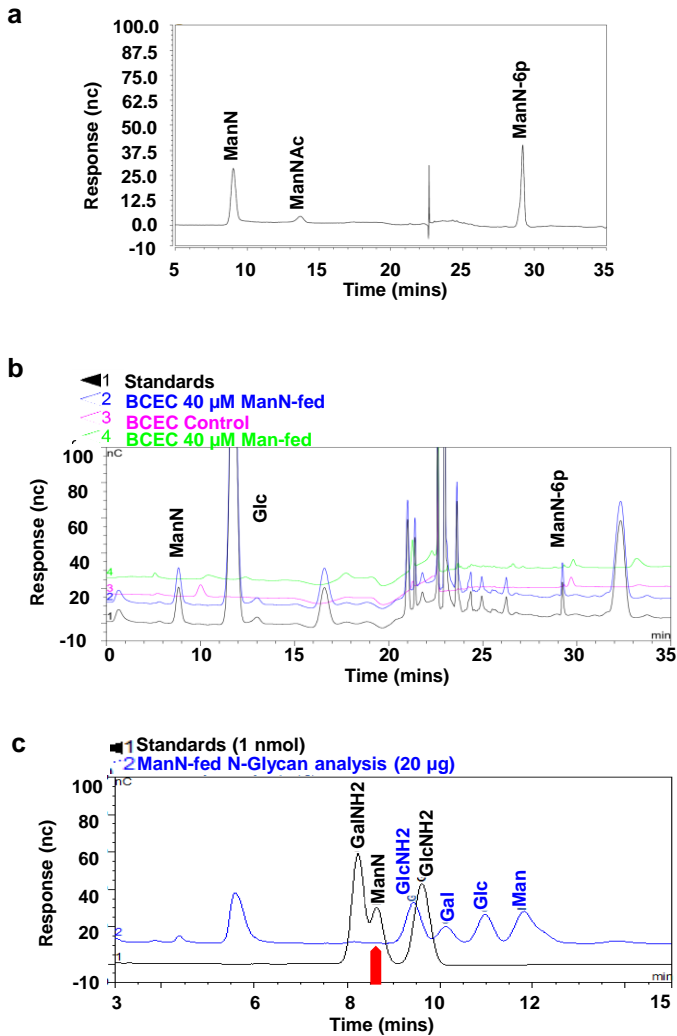 a
100.0
87.5
75.0
62.5
50.0
37.5
25.0
12.5
0.0
-10
Response (nc)
ManN
ManNAc
ManN-6p
5 10 15 20 25 30 35
Time (mins)
b
1 Standards
2 BCEC 40 µM ManN-fed
3 BCEC Control
4 BCEC 40 µM Man-fed
nC
100
80
60
40
20
-10
Response (nc)
ManN
Glc
ManN-6p
4
3
2
1
min
0 5 10 15 20 25 30 35
Time (mins)
c
1 Standards (1 nmol)
2 ManN-fed N-Glycan analysis (20 µg)
nC
100
80
60
40
20
-10
Response (nc)
GalNH2
ManN
GlcNH2
GlcNH2
Gal
Glc
Man
2
1
min
3 6 8 10 12 15
Time (mins)